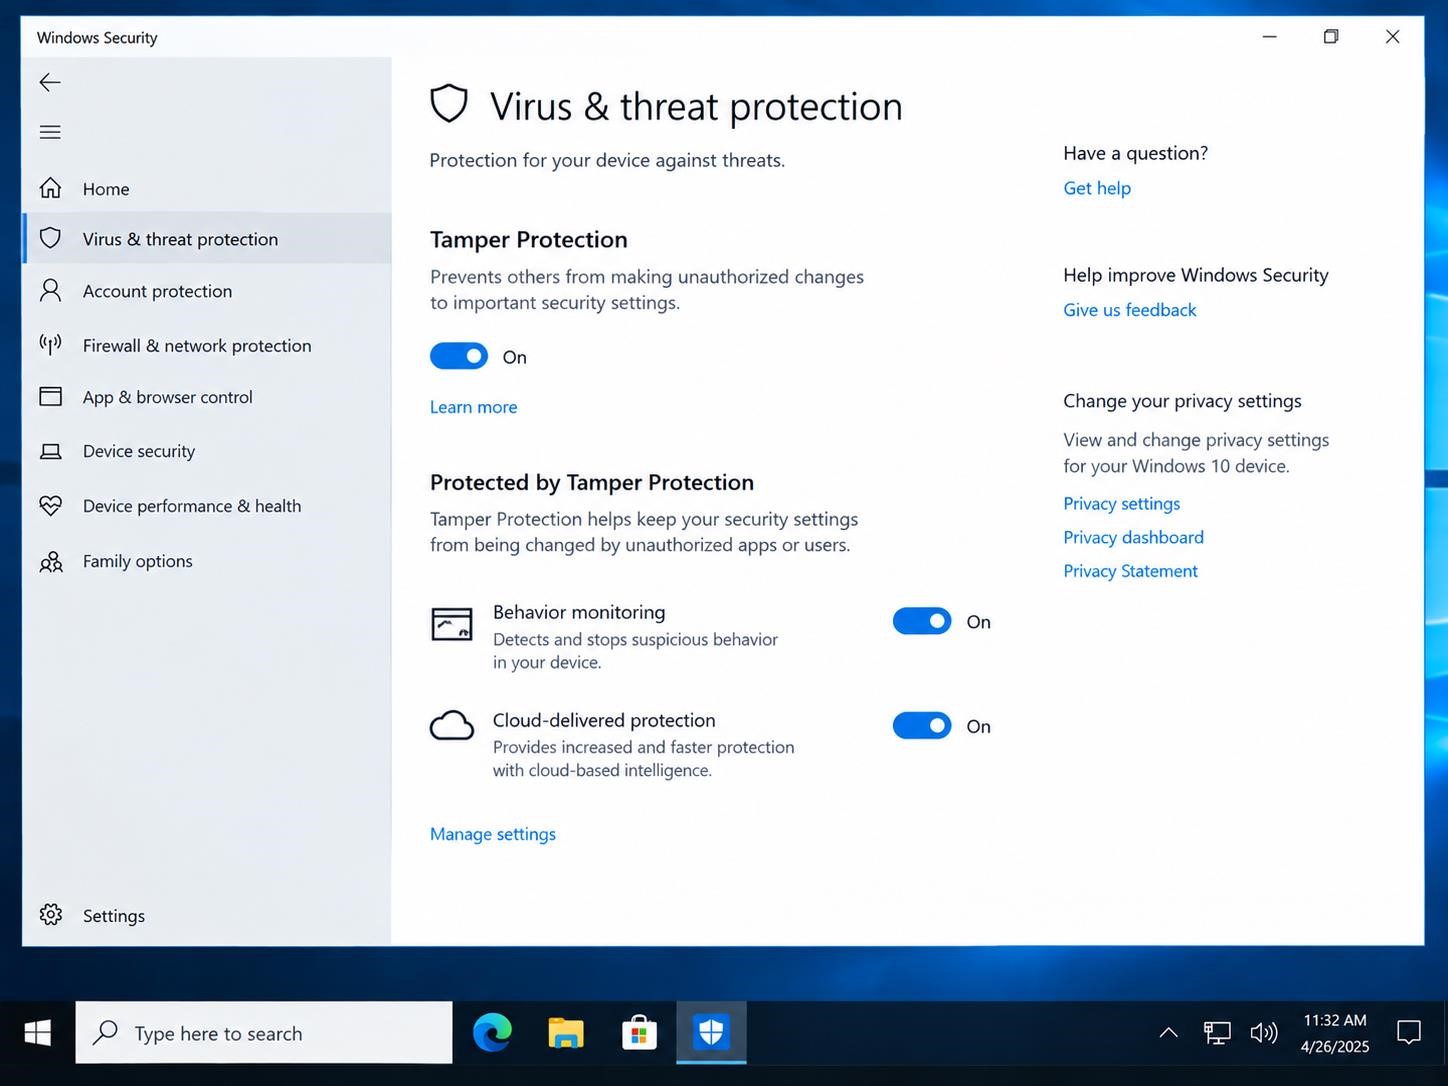 Windows Security
Home
Virus & threat protection
Account protection
Firewall & network protection
App & browser control
Device security
Device performance & health
Family options
Settings
Virus & threat protection
Protection for your device against threats.
Tamper Protection
Prevents others from making unauthorized changes
to important security settings.
On
Learn more
Protected by Tamper Protection
Tamper Protection helps keep your security settings
from being changed by unauthorized apps or users.
Behavior monitoring
Detects and stops suspicious behavior
in your device.
On
Cloud-delivered protection
Provides increased and faster protection
with cloud-based intelligence.
On
Manage settings
Have a question?
Get help
Help improve Windows Security
Give us feedback
Change your privacy settings
View and change privacy settings
for your Windows 10 device.
Privacy settings
Privacy dashboard
Privacy Statement
Type here to search
11:32 AM
4/26/2025